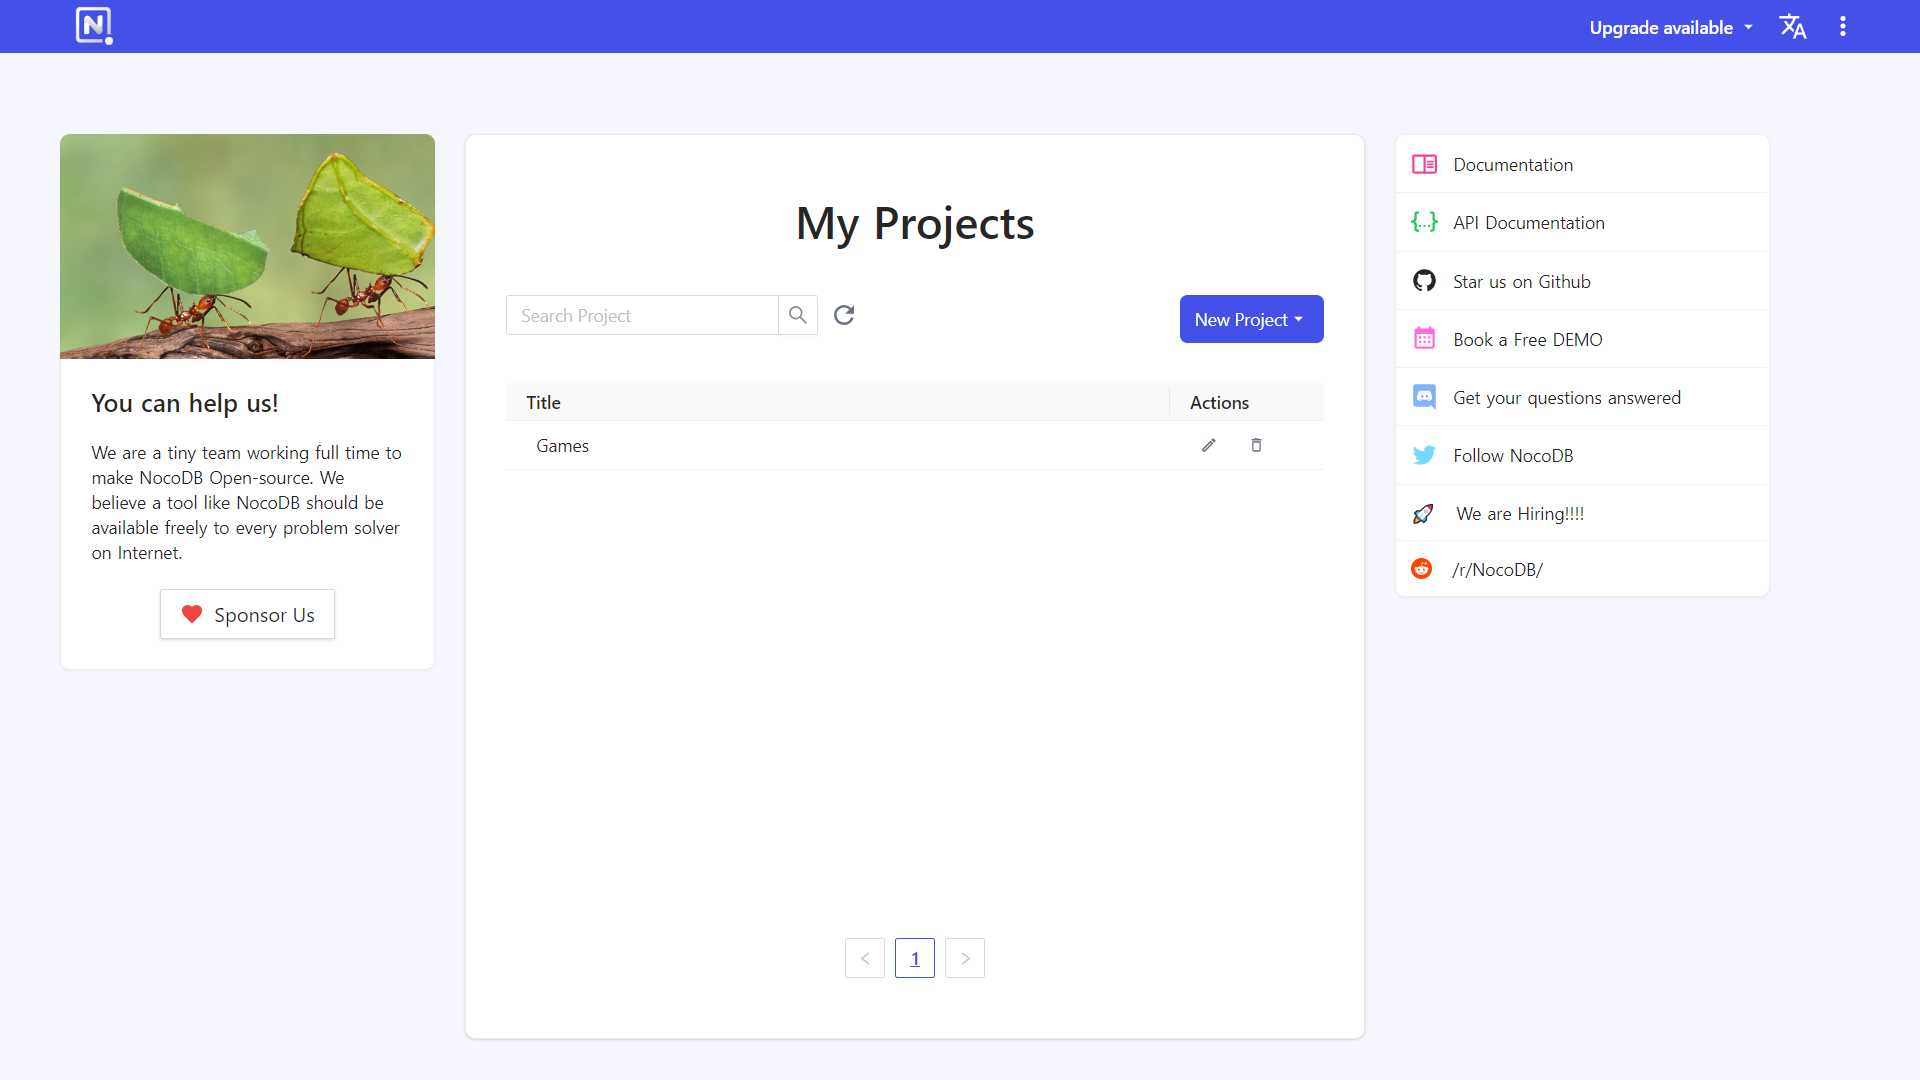 N
Upgrade available
You can help us!
We are a tiny team working full time to
make NocoDB Open-source. We
believe a tool like NocoDB should be
available freely to every problem solver
on Internet.
Sponsor Us
My Projects
Search Project
New Project
Title
Actions
Games
< 1 >
Documentation
API Documentation
Star us on Github
Book a Free DEMO
Get your questions answered
Follow NocoDB
We are Hiring!!!!
/r/NocoDB/